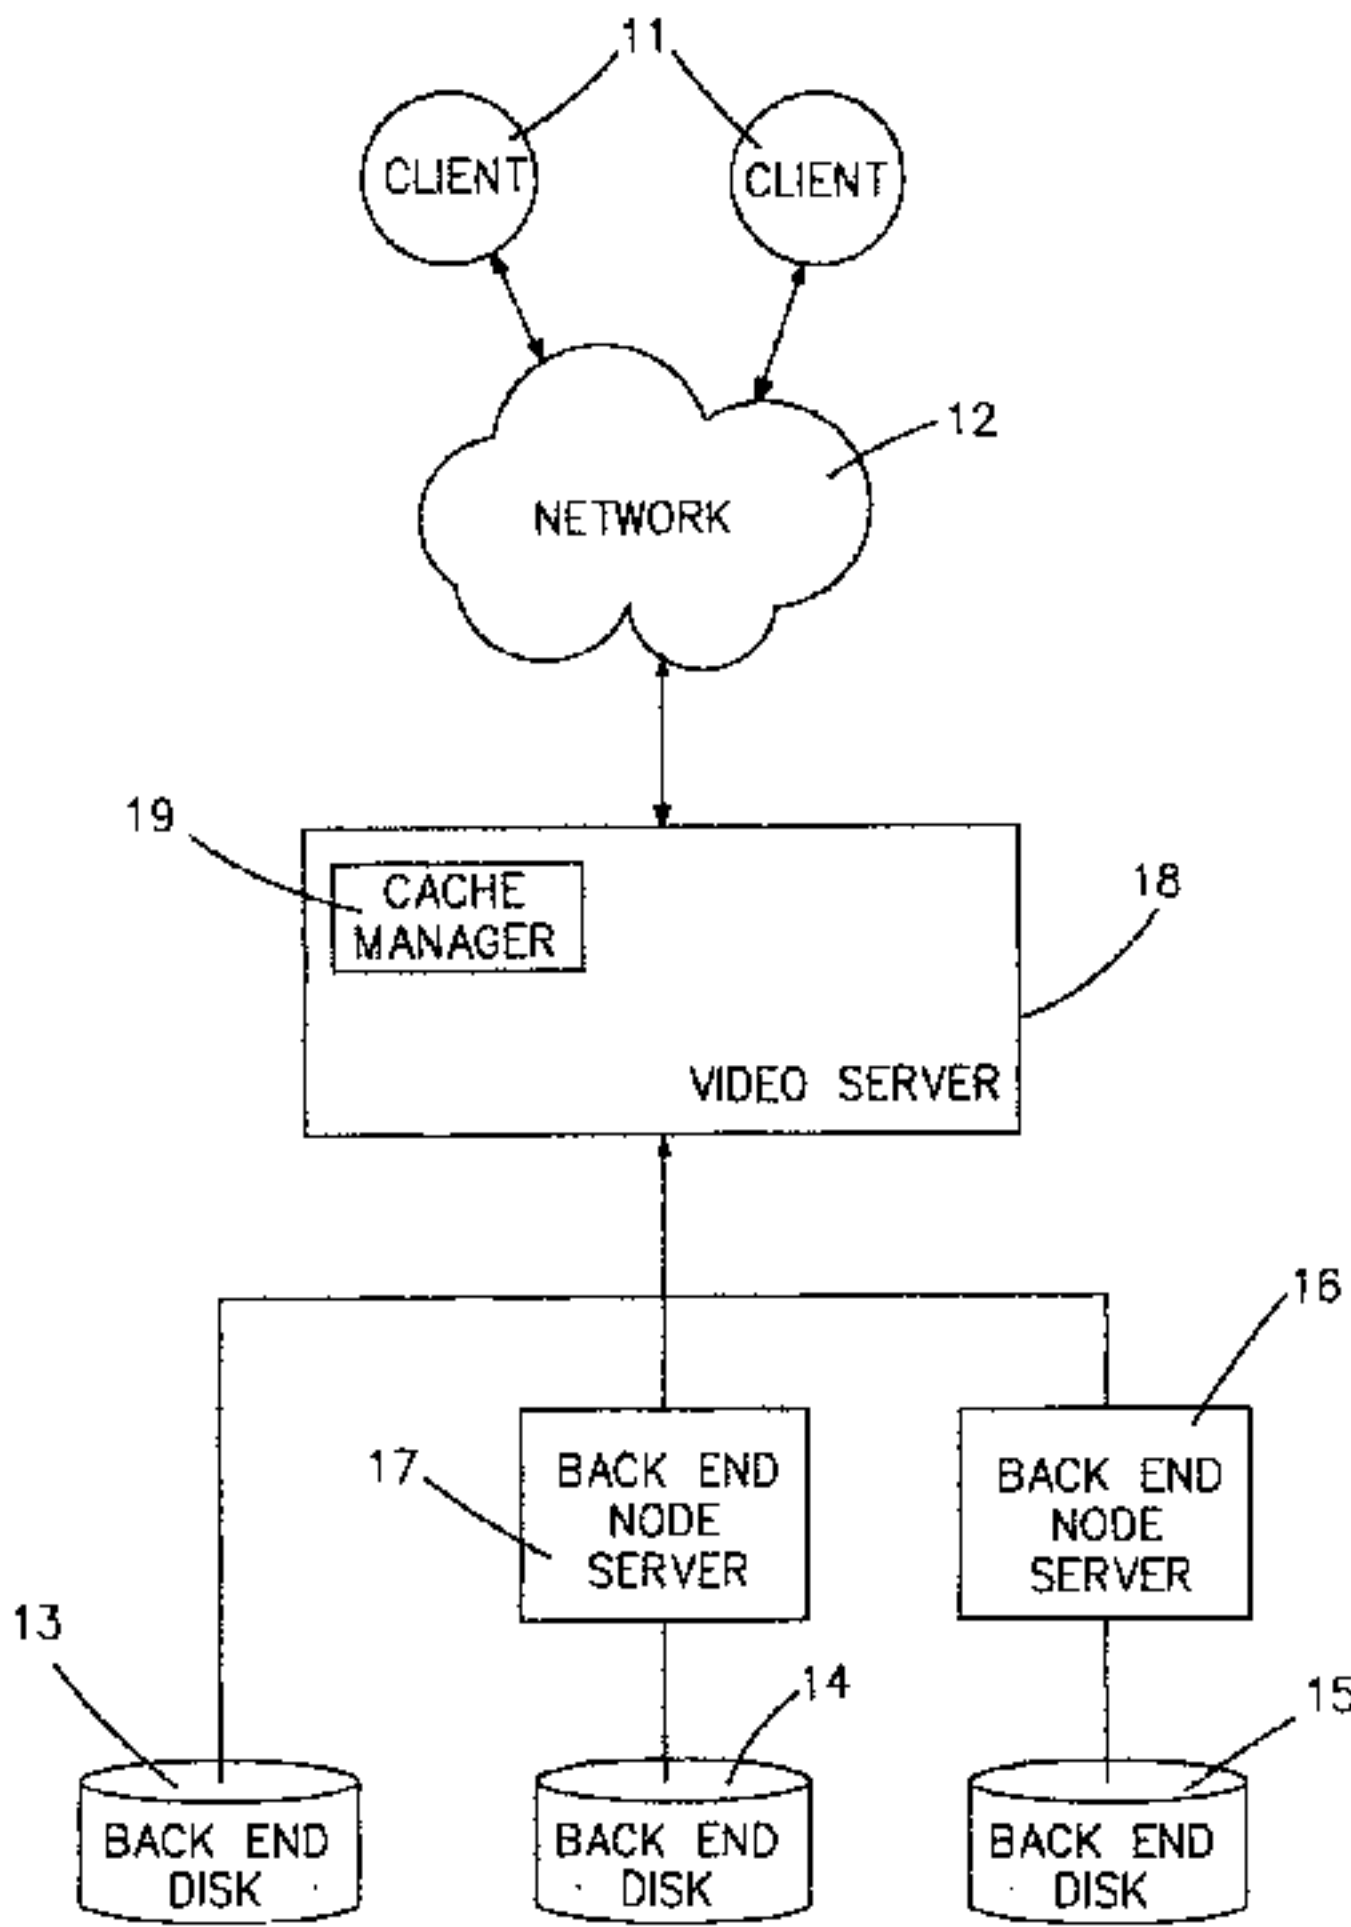 11
CLIENT
CLIENT
12
NETWORK
19
CACHE
MANAGER
18
VIDEO SERVER
16
17
BACK END
NODE
SERVER
BACK END
NODE
SERVER
13
14
15
BACK END
DISK
BACK END
DISK
BACK END
DISK